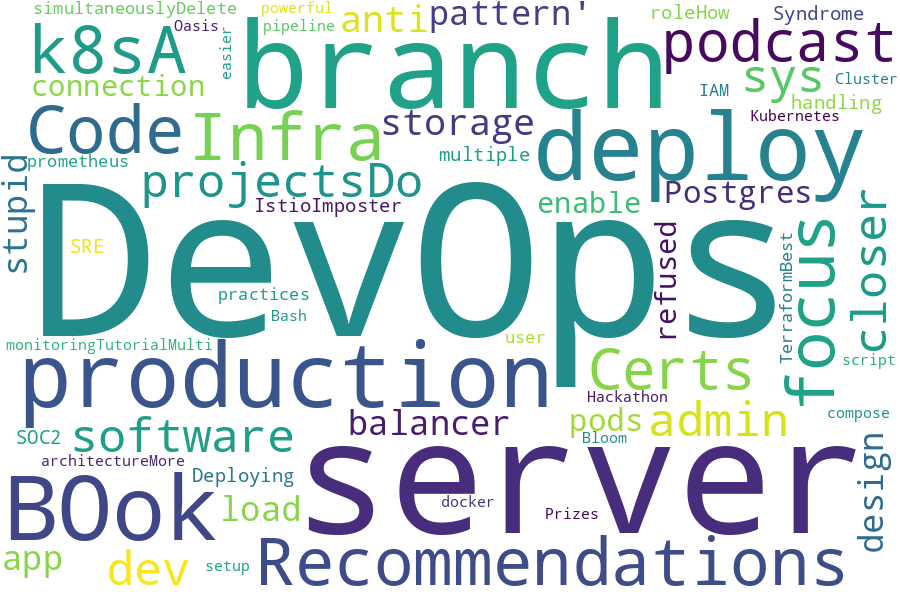 simultaneouslyDelete
Oasis
powerful
anti
pattern'
roleHow
Syndrome
k8sA
easier
pipeline
branch
podcast
connection
sys
Cluster
IAM
handling
Code
Infra
storage
deploy
Kubernetes
prometheus
multiple
stupid
projectsDo
IstioImposter
enable
Postgres
closer
DevOps
SRE
refused
TerraformBest
focus
practices
Bash
monitoringTutorialMulti
user
script
production
Certs
Hackathon
balancer
pods
admin
compose
SOC2
software
Bloom
architectureMore
Deploying
design
BOok
load
server
docker
Prizes
app
dev
setup
Recommendations